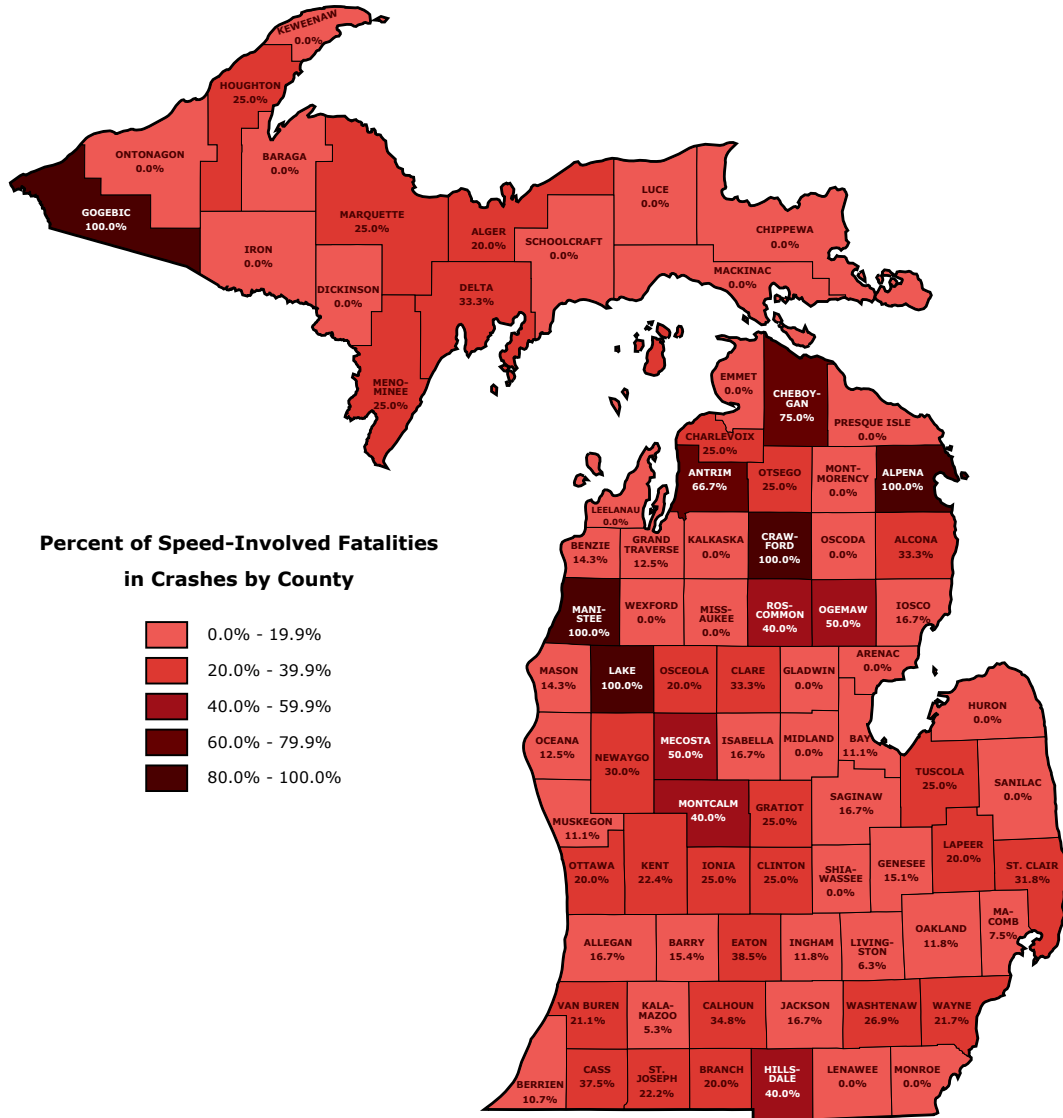 KEWEENAW
0.0%
HOUGHTON
25.0%
ONTONAGON
0.0%
BARAGA
0.0%
GOGEBIC
100.0%
MARQUETTE
25.0%
IRON
0.0%
DICKINSON
0.0%
ALGER
20.0%
DELTA
33.3%
SCHOOLCRAFT
0.0%
LUCE
0.0%
CHIPPEWA
0.0%
MACKINAC
0.0%
MENO-
MINEE
25.0%
EMMET
0.0%
CHEBOY-
GAN
75.0%
PRESQUE ISLE
0.0%
CHARLEVOIX
25.0%
ANTRIM
66.7%
OTSEGO
25.0%
MONT-
MORENCY
0.0%
ALPENA
100.0%
Percent of Speed-Involved Fatalities
in Crashes by County
0.0% - 19.9%
20.0% - 39.9%
40.0% - 59.9%
60.0% - 79.9%
80.0% - 100.0%
LEELANAU
0.0%
BENZIE
14.3%
GRAND
TRAVERSE
12.5%
KALKASKA
0.0%
CRAW-
FORD
100.0%
OSCODA
0.0%
ALCONA
33.3%
MANI-
STEE
100.0%
WEXFORD
0.0%
MISS-
AUKEE
0.0%
ROS-
COMMON
40.0%
OGEMAW
50.0%
IOSCO
16.7%
MASON
14.3%
LAKE
100.0%
OSCEOLA
20.0%
CLARE
33.3%
GLADWIN
0.0%
ARENAC
0.0%
HURON
0.0%
OCEANA
12.5%
NEWAYGO
30.0%
MECOSTA
50.0%
ISABELLA
16.7%
MIDLAND
0.0%
BAY
11.1%
TUSCOLA
25.0%
SANILAC
0.0%
MUSKEGON
11.1%
MONTCALM
40.0%
GRATIOT
25.0%
SAGINAW
16.7%
OTTAWA
20.0%
KENT
22.4%
IONIA
25.0%
CLINTON
25.0%
SHIA-
WASSEE
0.0%
GENESEE
15.1%
LAPEER
20.0%
ST. CLAIR
31.8%
ALLEGAN
16.7%
BARRY
15.4%
EATON
38.5%
INGHAM
11.8%
LIVING-
STON
6.3%
OAKLAND
11.8%
MA-
COMB
7.5%
VAN BUREN
21.1%
KALA-
MAZOO
5.3%
CALHOUN
34.8%
JACKSON
16.7%
WASHTENAW
26.9%
WAYNE
21.7%
BERRIEN
10.7%
CASS
37.5%
ST.
JOSEPH
22.2%
BRANCH
20.0%
HILLS-
DALE
40.0%
LENAWEE
0.0%
MONROE
0.0%